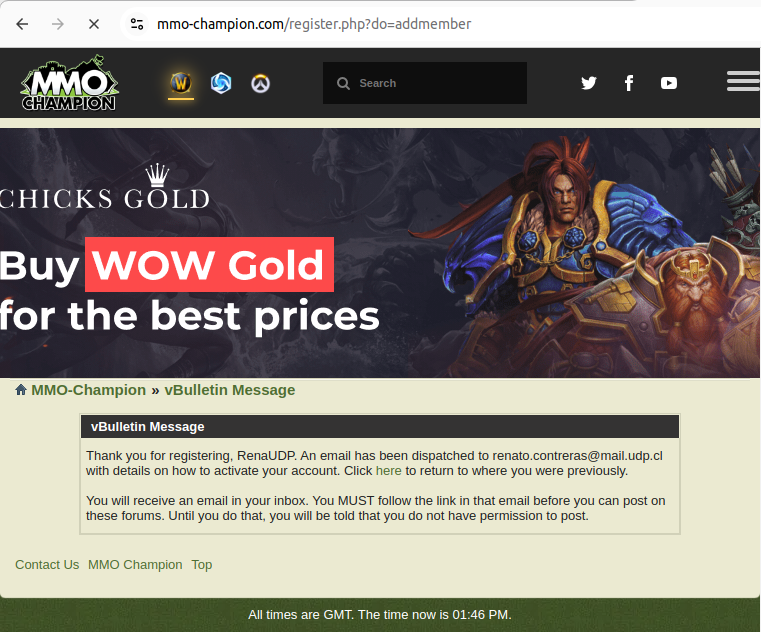 mmo-champion.com/register.php?do=addmember
MMO
CHAMPION
Search
CHICKS GOLD
Buy WOW Gold
for the best prices
MMO-Champion » vBulletin Message
vBulletin Message
Thank you for registering, RenaUDP. An email has been dispatched to renato.contreras@mail.udp.cl
with details on how to activate your account. Click here to return to where you were previously.
You will receive an email in your inbox. You MUST follow the link in that email before you can post on
these forums. Until you do that, you will be told that you do not have permission to post.
Contact Us MMO Champion Top
All times are GMT. The time now is 01:46 PM.